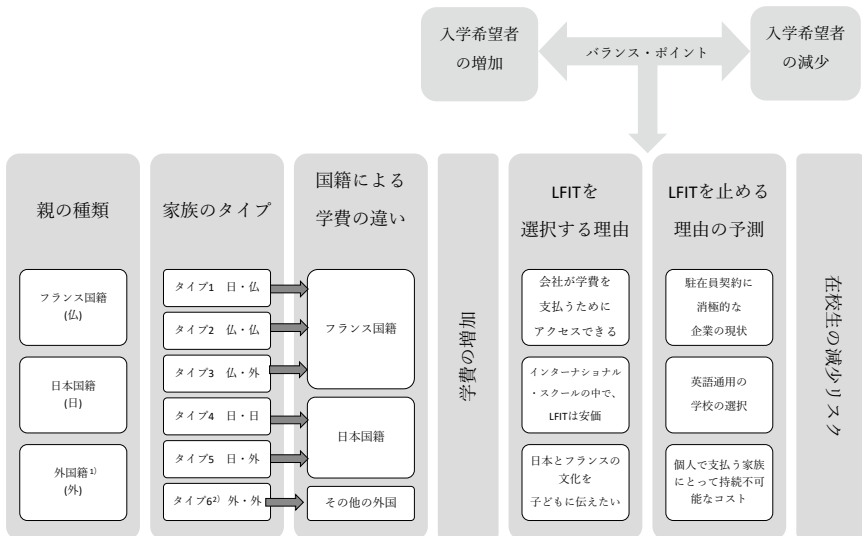 入学希望者
の増加
バランス・ポイント
入学希望者
の減少
親の種類
フランス国籍
(仏)
日本国籍
(日)
外国籍1)
(外)
家族のタイプ
タイプ1 日・仏
タイプ2 仏・仏
タイプ3 仏・外
タイプ4 日・日
タイプ5 日・外
タイプ62) 外・外
国籍による
学費の違い
フランス国籍
日本国籍
その他の外国
学費の増加
LFITを
選択する理由
会社が学費を
支払うために
アクセスできる
インターナショナル
・スクールの中で、
LFITは安価
日本とフランスの
文化を
子どもに伝えたい
LFITを止める
理由の予測
駐在員契約に
消極的な
企業の現状
英語通用の
学校の選択
個人で支払う家族
にとって持続不可
能なコスト
在校生の減少リスク